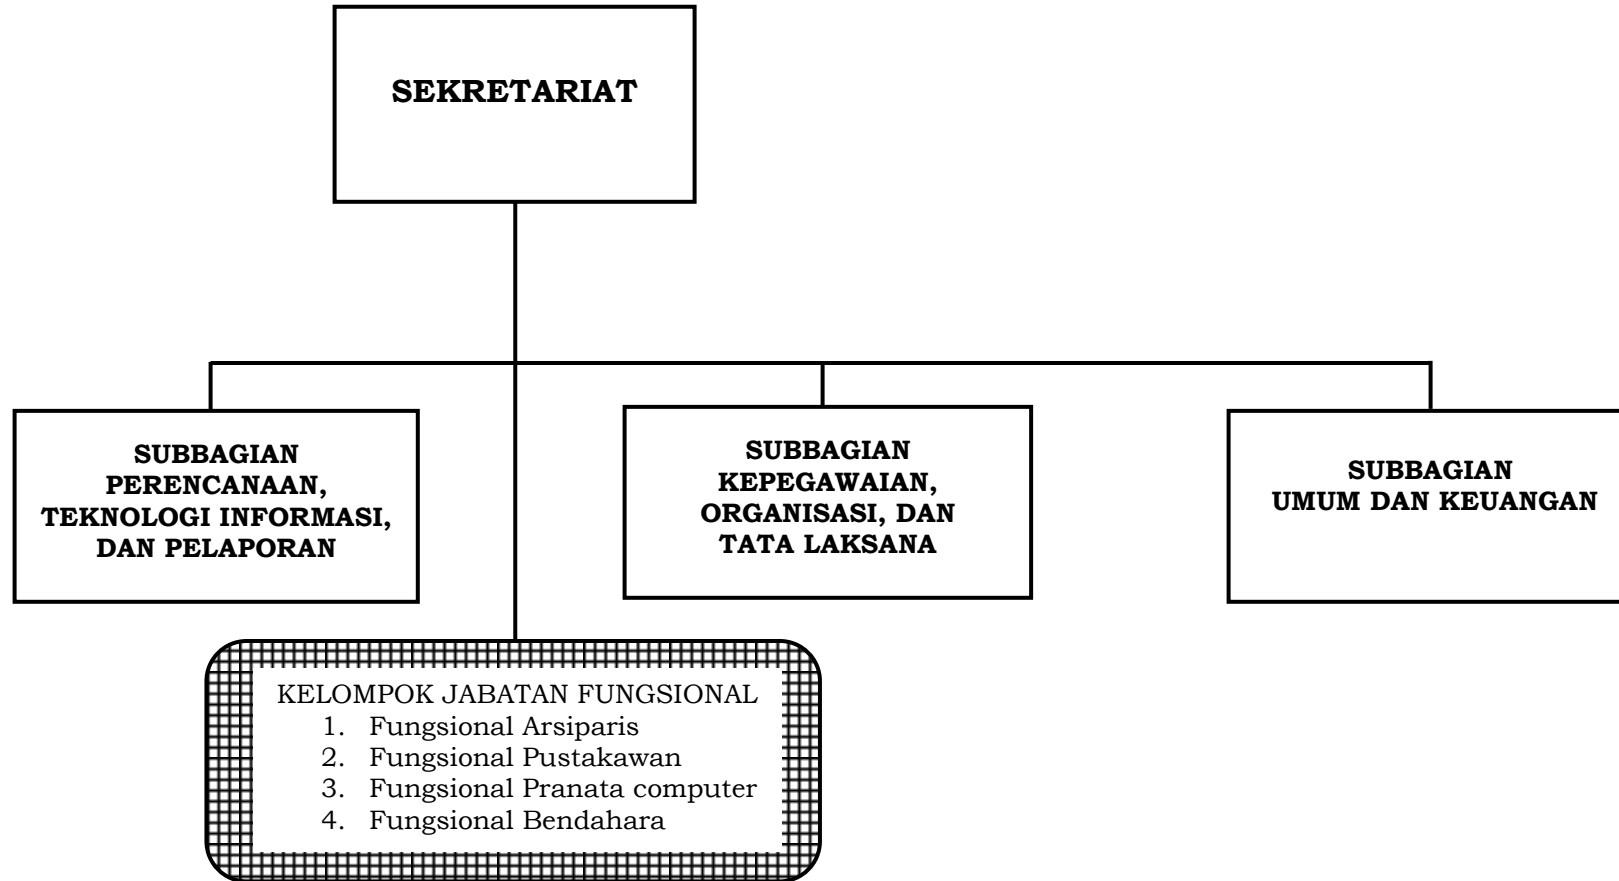 SEKRETARIAT
SUBBAGIAN
PERENCANAAN,
TEKNOLOGI INFORMASI,
DAN PELAPORAN
SUBBAGIAN
KEPEGAWAIAN,
ORGANISASI, DAN
TATA LAKSANA
SUBBAGIAN
UMUM DAN KEUANGAN
KELOMPOK JABATAN FUNGSIONAL
1. Fungsional Arsiparis
2. Fungsional Pustakawan
3. Fungsional Pranata computer
4. Fungsional Bendahara